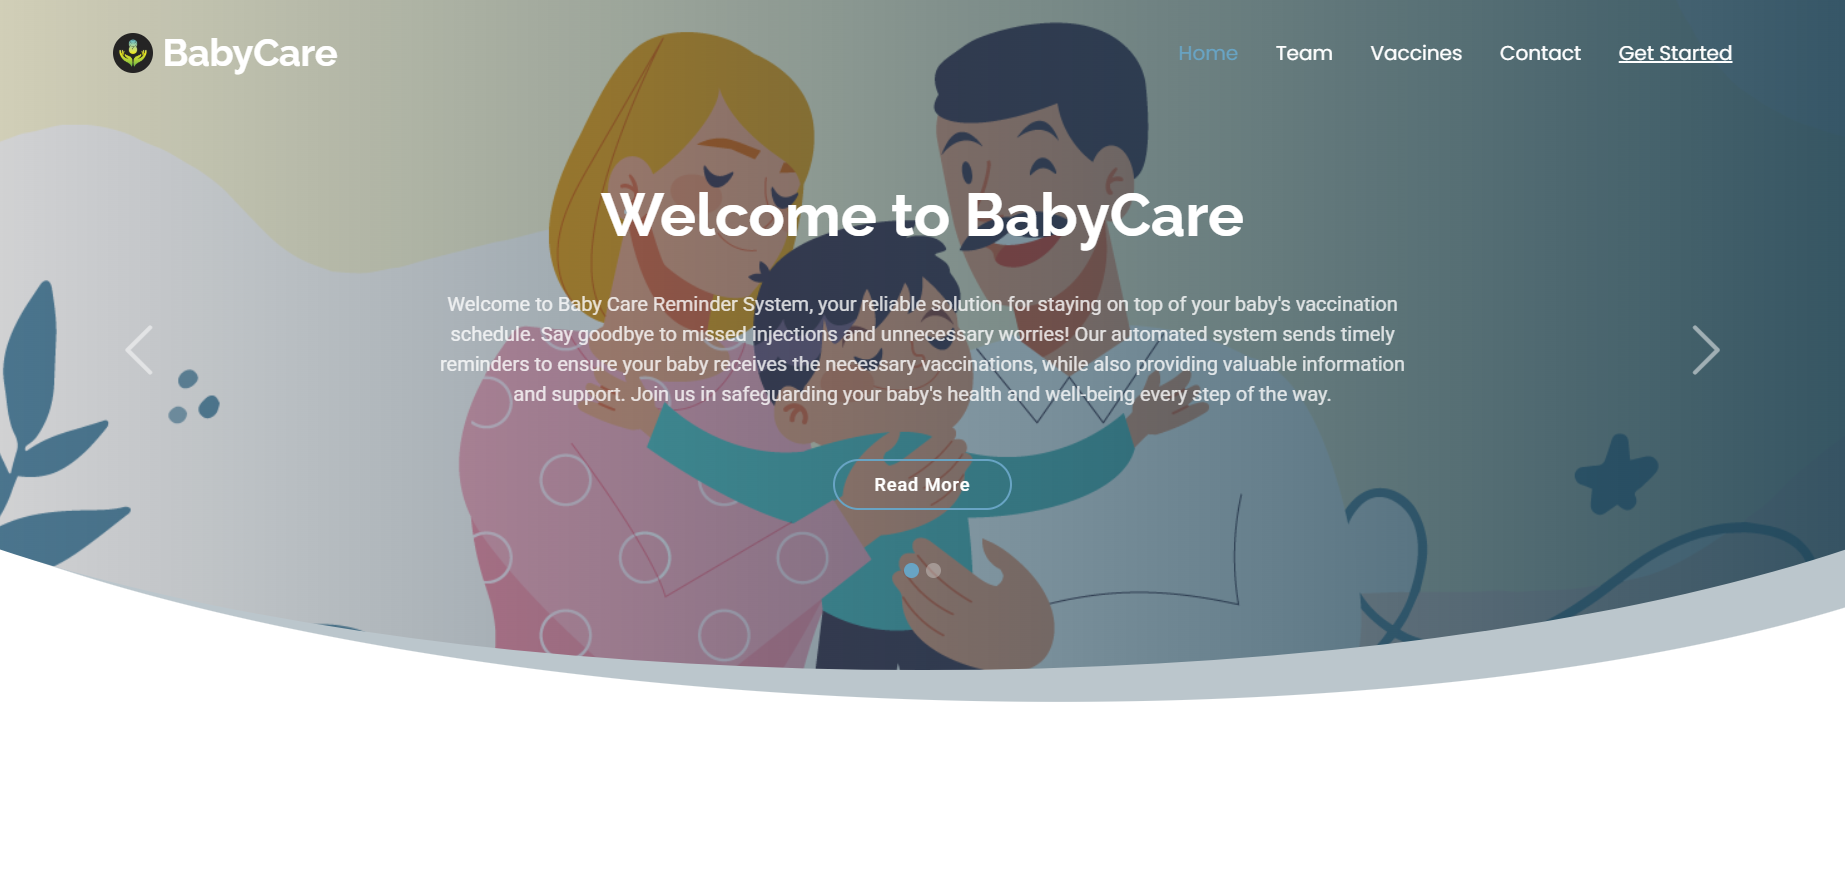 BabyCare
Home Team Vaccines Contact Get Started
Welcome to BabyCare
Welcome to Baby Care Reminder System, your reliable solution for staying on top of your baby's vaccination
schedule. Say goodbye to missed injections and unnecessary worries! Our automated system sends timely
reminders to ensure your baby receives the necessary vaccinations, while also providing valuable information
and support. Join us in safeguarding your baby's health and well-being every step of the way.
Read More